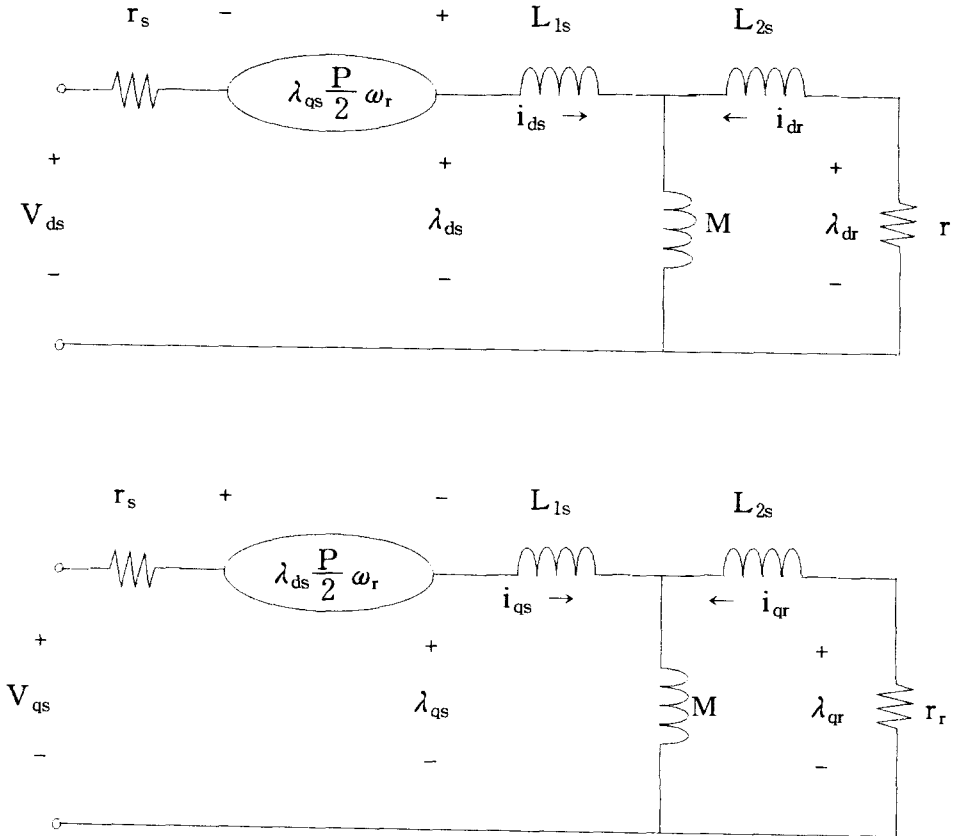 r_s - + L_1s L_2s
λ_qs P/2 ω_r
i_ds → ← i_dr
+ + +
V_ds λ_ds M λ_dr r
- - -
r_s + - L_1s L_2s
λ_ds P/2 ω_r
i_qs → ← i_qr
+ + +
V_qs λ_qs M λ_qr r_r
- - -